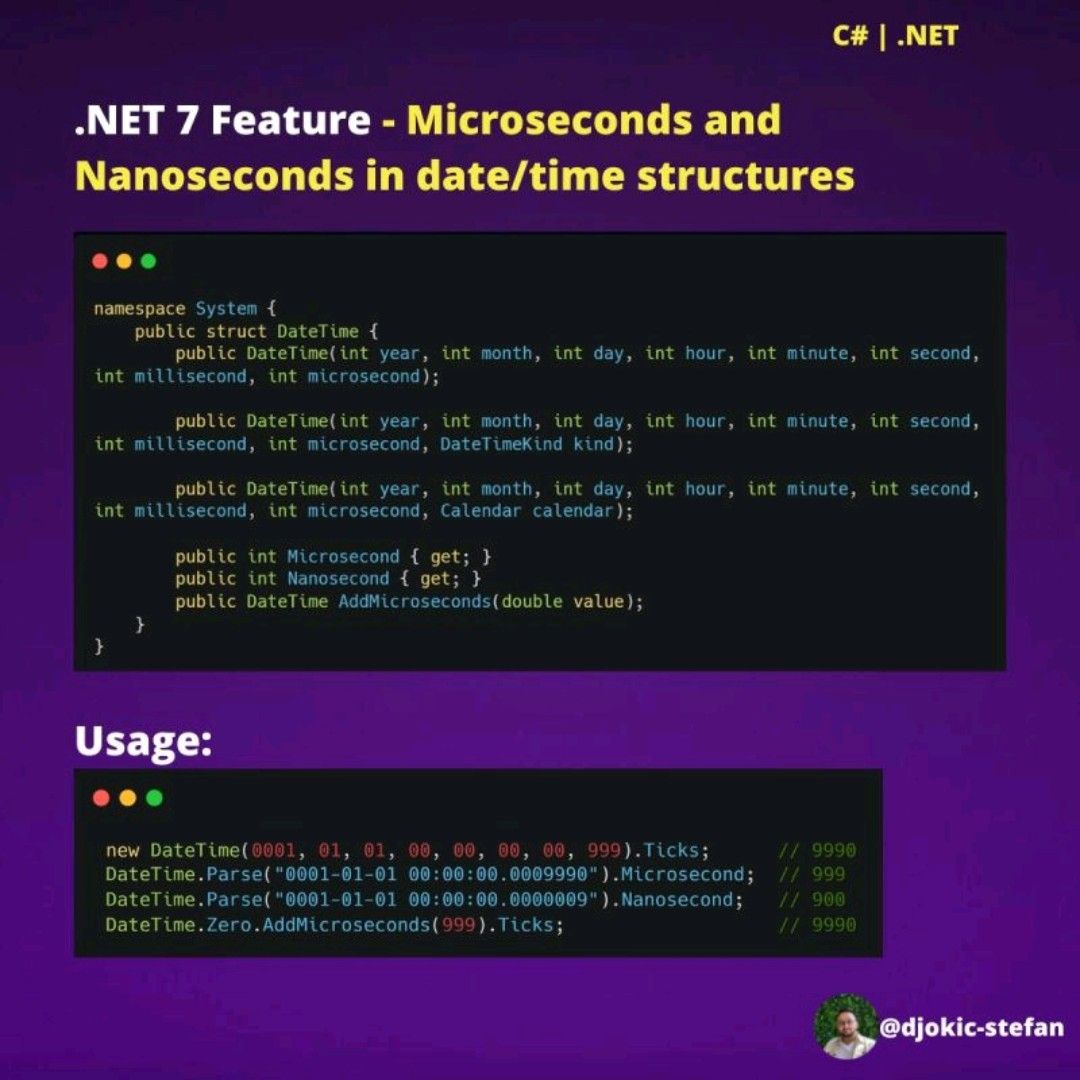 C# | .NET
.NET 7 Feature - Microseconds and
Nanoseconds in date/time structures
namespace System {
    public struct DateTime {
        public DateTime(int year, int month, int day, int hour, int minute, int second,
int millisecond, int microsecond);
        public DateTime(int year, int month, int day, int hour, int minute, int second,
int millisecond, int microsecond, DateTimeKind kind);
        public DateTime(int year, int month, int day, int hour, int minute, int second,
int millisecond, int microsecond, Calendar calendar);
        public int Microsecond { get; }
        public int Nanosecond { get; }
        public DateTime AddMicroseconds(double value);
    }
}
Usage:
new DateTime(0001, 01, 01, 00, 00, 00, 00, 999).Ticks; // 9990
DateTime.Parse("0001-01-01 00:00:00.0009990").Microsecond; // 999
DateTime.Parse("0001-01-01 00:00:00.0000009").Nanosecond; // 900
DateTime.Zero.AddMicroseconds(999).Ticks; // 9990
@djokic-stefan